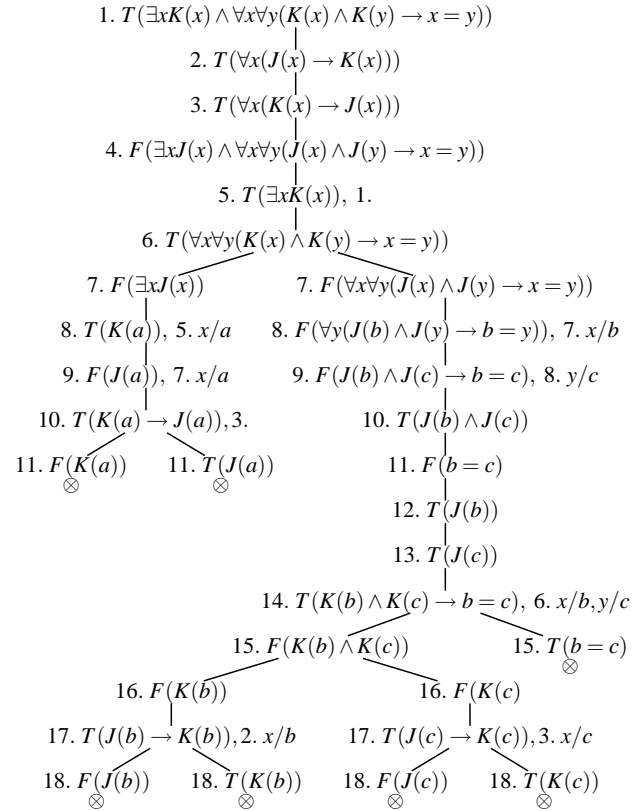 1. T(∃xK(x) ∧ ∀x∀y(K(x) ∧ K(y) → x = y))
2. T(∀x(J(x) → K(x)))
3. T(∀x(K(x) → J(x)))
4. F(∃xJ(x) ∧ ∀x∀y(J(x) ∧ J(y) → x = y))
5. T(∃xK(x)), 1.
6. T(∀x∀y(K(x) ∧ K(y) → x = y))
7. F(∃xJ(x)) 7. F(∀x∀y(J(x) ∧ J(y) → x = y))
8. T(K(a)), 5. x/a 8. F(∀y(J(b) ∧ J(y) → b = y)), 7. x/b
9. F(J(a)), 7. x/a 9. F(J(b) ∧ J(c) → b = c), 8. y/c
10. T(K(a) → J(a)),3. 10. T(J(b) ∧ J(c))
11. F(K(a)) 11. T(J(a)) 11. F(b = c)
⊗ ⊗
12. T(J(b))
13. T(J(c))
14. T(K(b) ∧ K(c) → b = c), 6. x/b,y/c
15. F(K(b) ∧ K(c)) 15. T(b = c)
⊗
16. F(K(b)) 16. F(K(c)
17. T(J(b) → K(b)),2. x/b 17. T(J(c) → K(c)),3. x/c
18. F(J(b)) 18. T(K(b)) 18. F(J(c)) 18. T(K(c))
⊗ ⊗ ⊗ ⊗